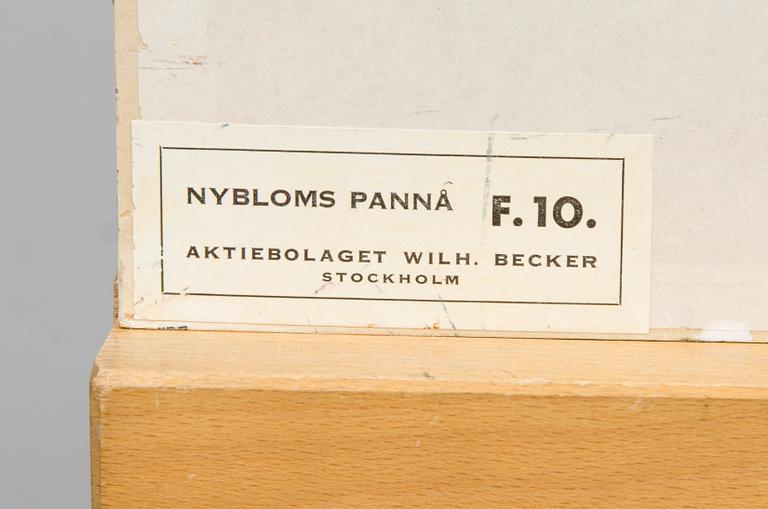 NYBLOMS PANNÅ F. 10.
AKTIEBOLAGET WILH. BECKER
STOCKHOLM